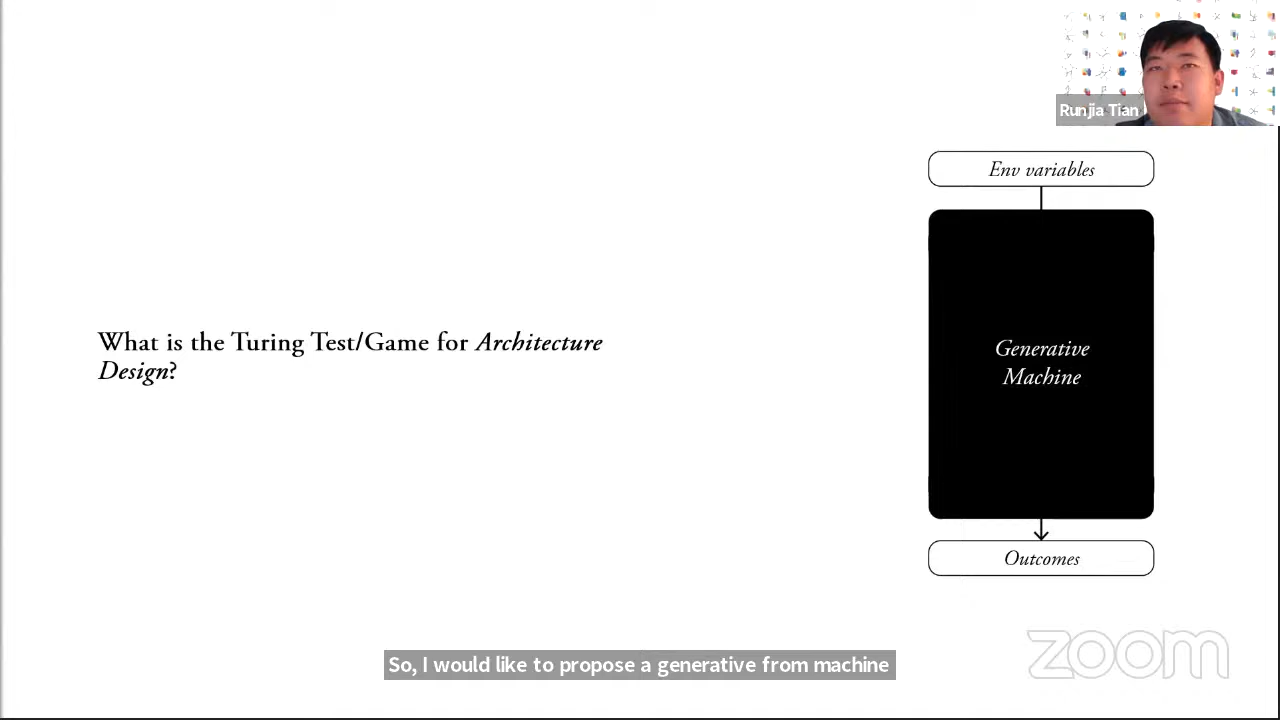 Runjia Tian
Env variables
What is the Turing Test/Game for Architecture
Design?
Generative
Machine
Outcomes
So, I would like to propose a generative from machine
zoom